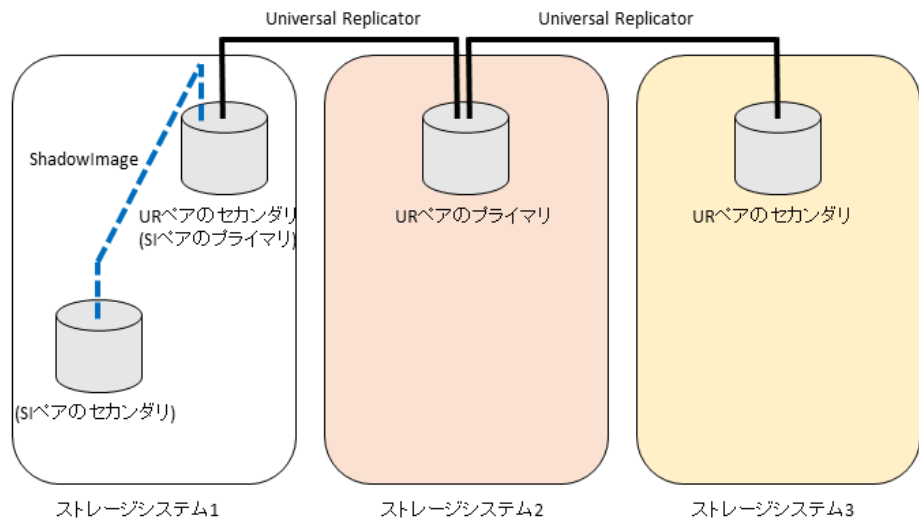 Universal Replicator
Universal Replicator
ShadowImage
URペアのセカンダリ
(SIペアのプライマリ)
URペアのプライマリ
URペアのセカンダリ
(SIペアのセカンダリ)
ストレージシステム1
ストレージシステム2
ストレージシステム3